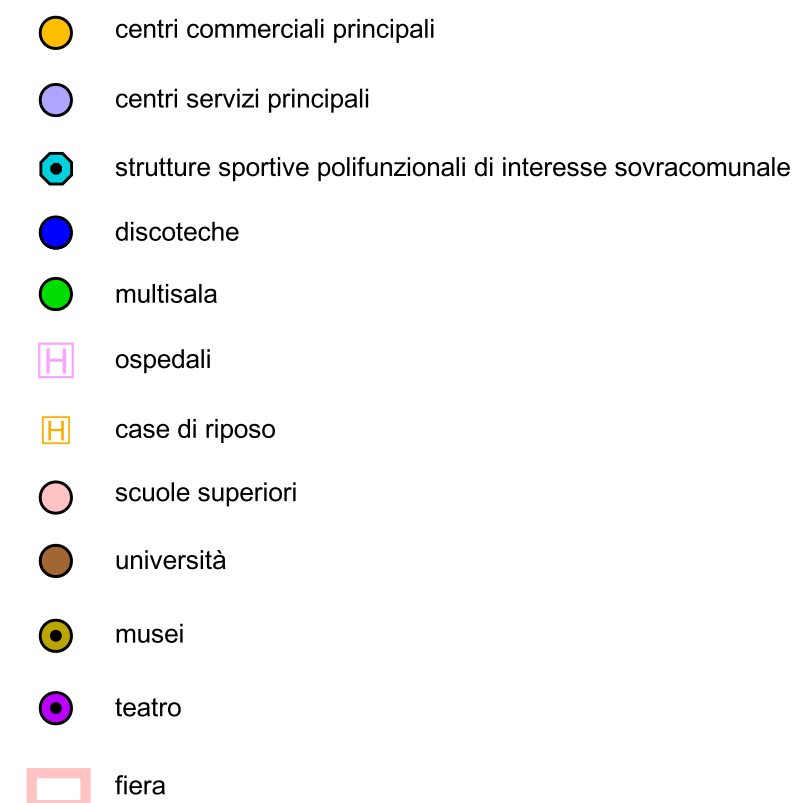 centri commerciali principali
centri servizi principali
strutture sportive polifunzionali di interesse sovracomunale
discoteche
multisala
H ospedali
H case di riposo
scuole superiori
università
musei
teatro
fiera